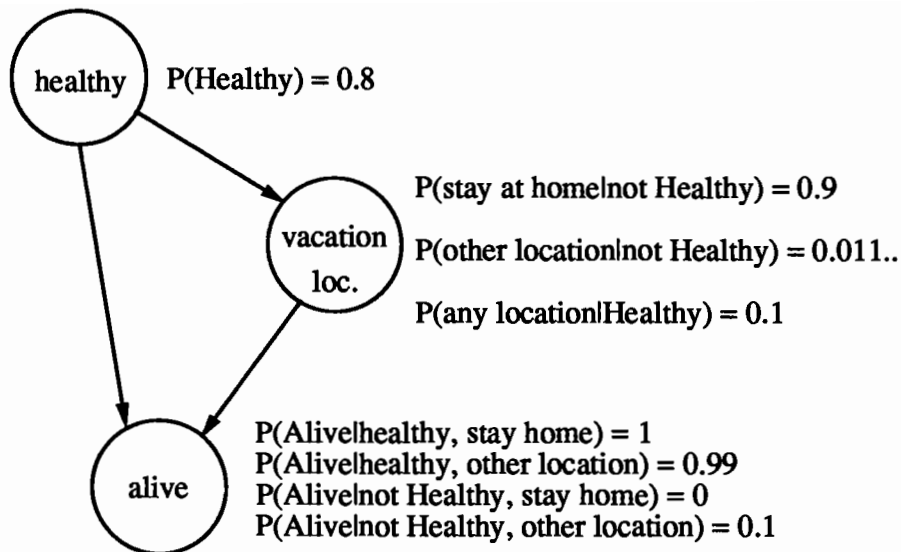 healthy
P(Healthy) = 0.8
vacation
loc.
P(stay at home|not Healthy) = 0.9
P(other location|not Healthy) = 0.011..
P(any location|Healthy) = 0.1
alive
P(Alive|healthy, stay home) = 1
P(Alive|healthy, other location) = 0.99
P(Alive|not Healthy, stay home) = 0
P(Alive|not Healthy, other location) = 0.1